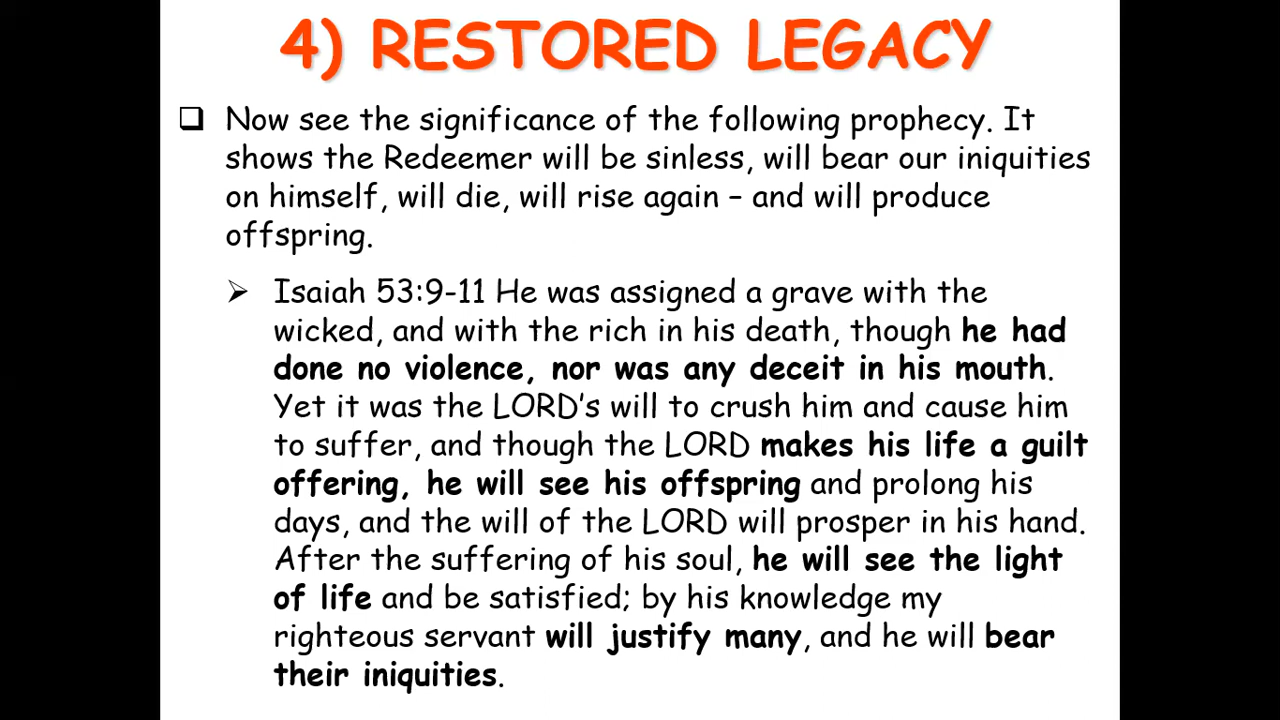 4) RESTORED LEGACY
Now see the significance of the following prophecy. It
shows the Redeemer will be sinless, will bear our iniquities
on himself, will die, will rise again – and will produce
offspring.
Isaiah 53:9-11 He was assigned a grave with the
wicked, and with the rich in his death, though he had
done no violence, nor was any deceit in his mouth.
Yet it was the LORD's will to crush him and cause him
to suffer, and though the LORD makes his life a guilt
offering, he will see his offspring and prolong his
days, and the will of the LORD will prosper in his hand.
After the suffering of his soul, he will see the light
of life and be satisfied; by his knowledge my
righteous servant will justify many, and he will bear
their iniquities.